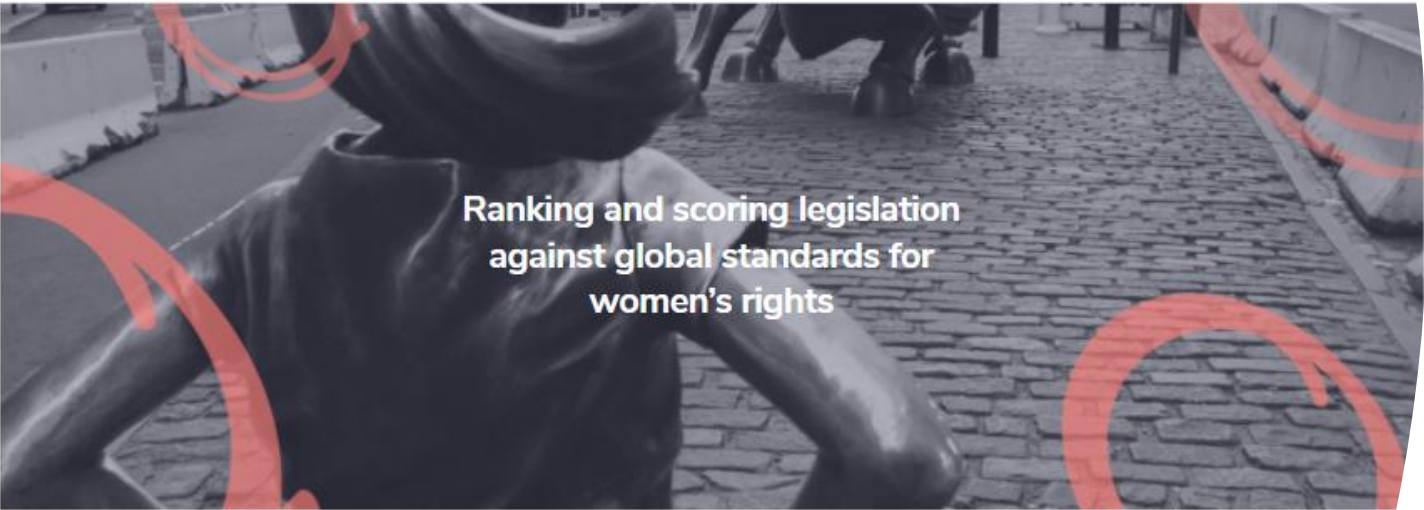 Ranking and scoring legislation
against global standards for
women's rights